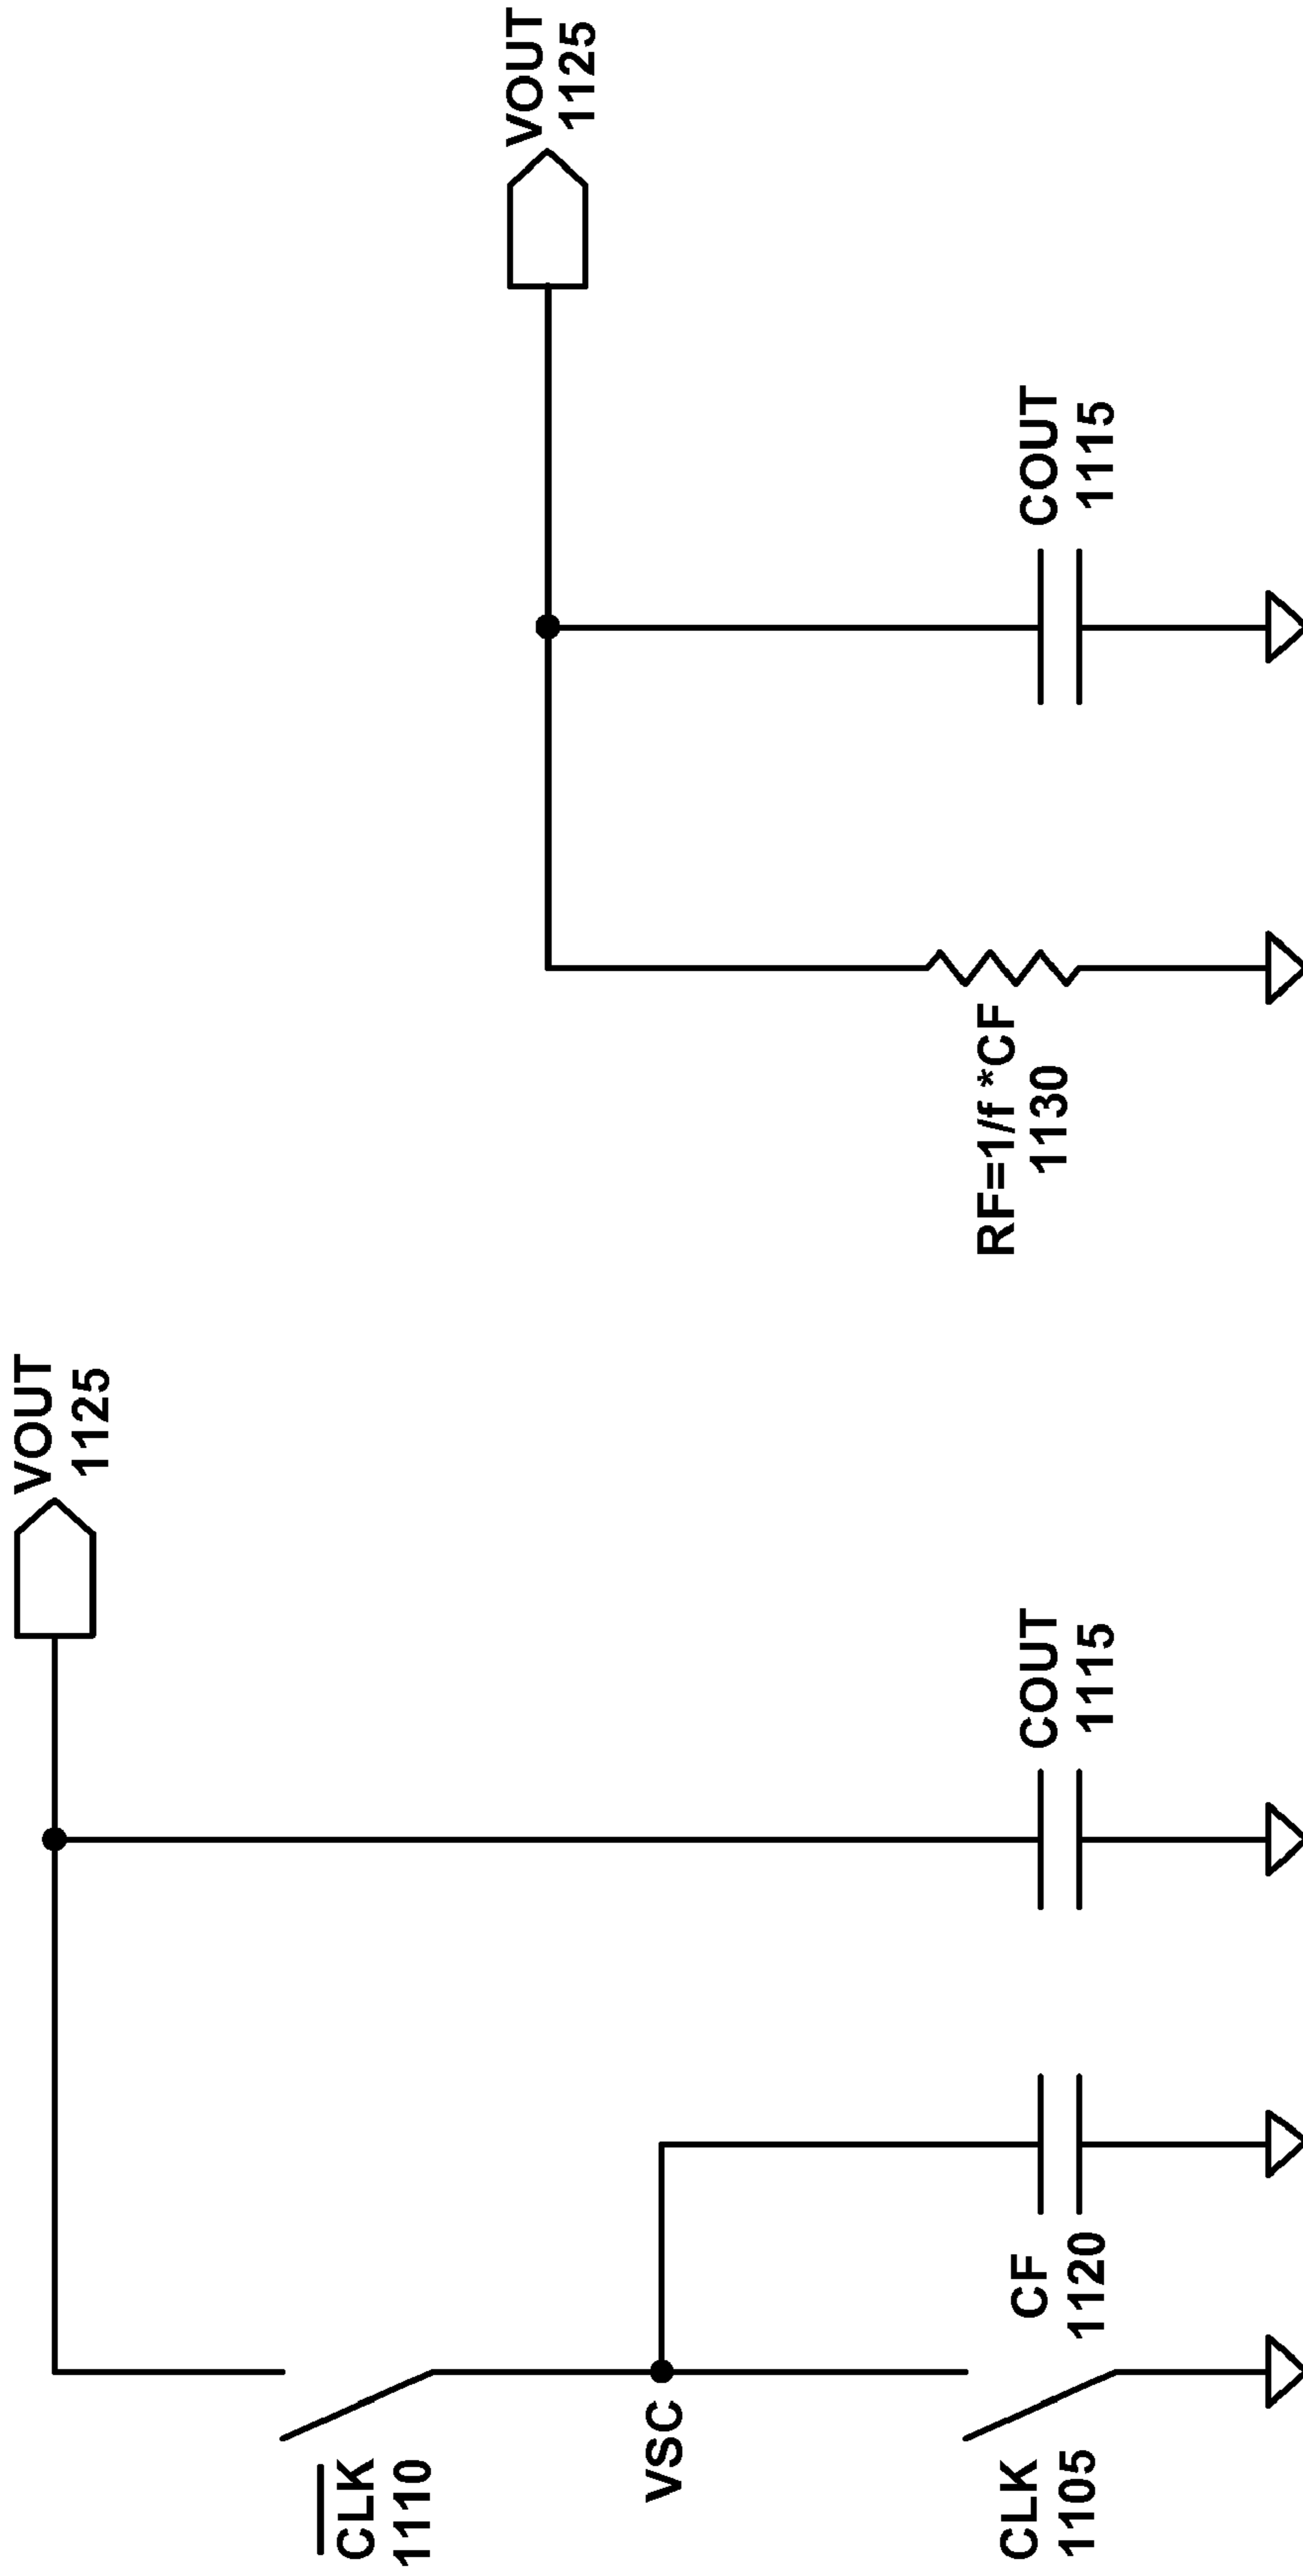 VOUT
1125
CLK
1110
VSC
CF
1120
CLK
1105
COUT
1115
VOUT
1125
RF=1/f *CF
1130
COUT
1115